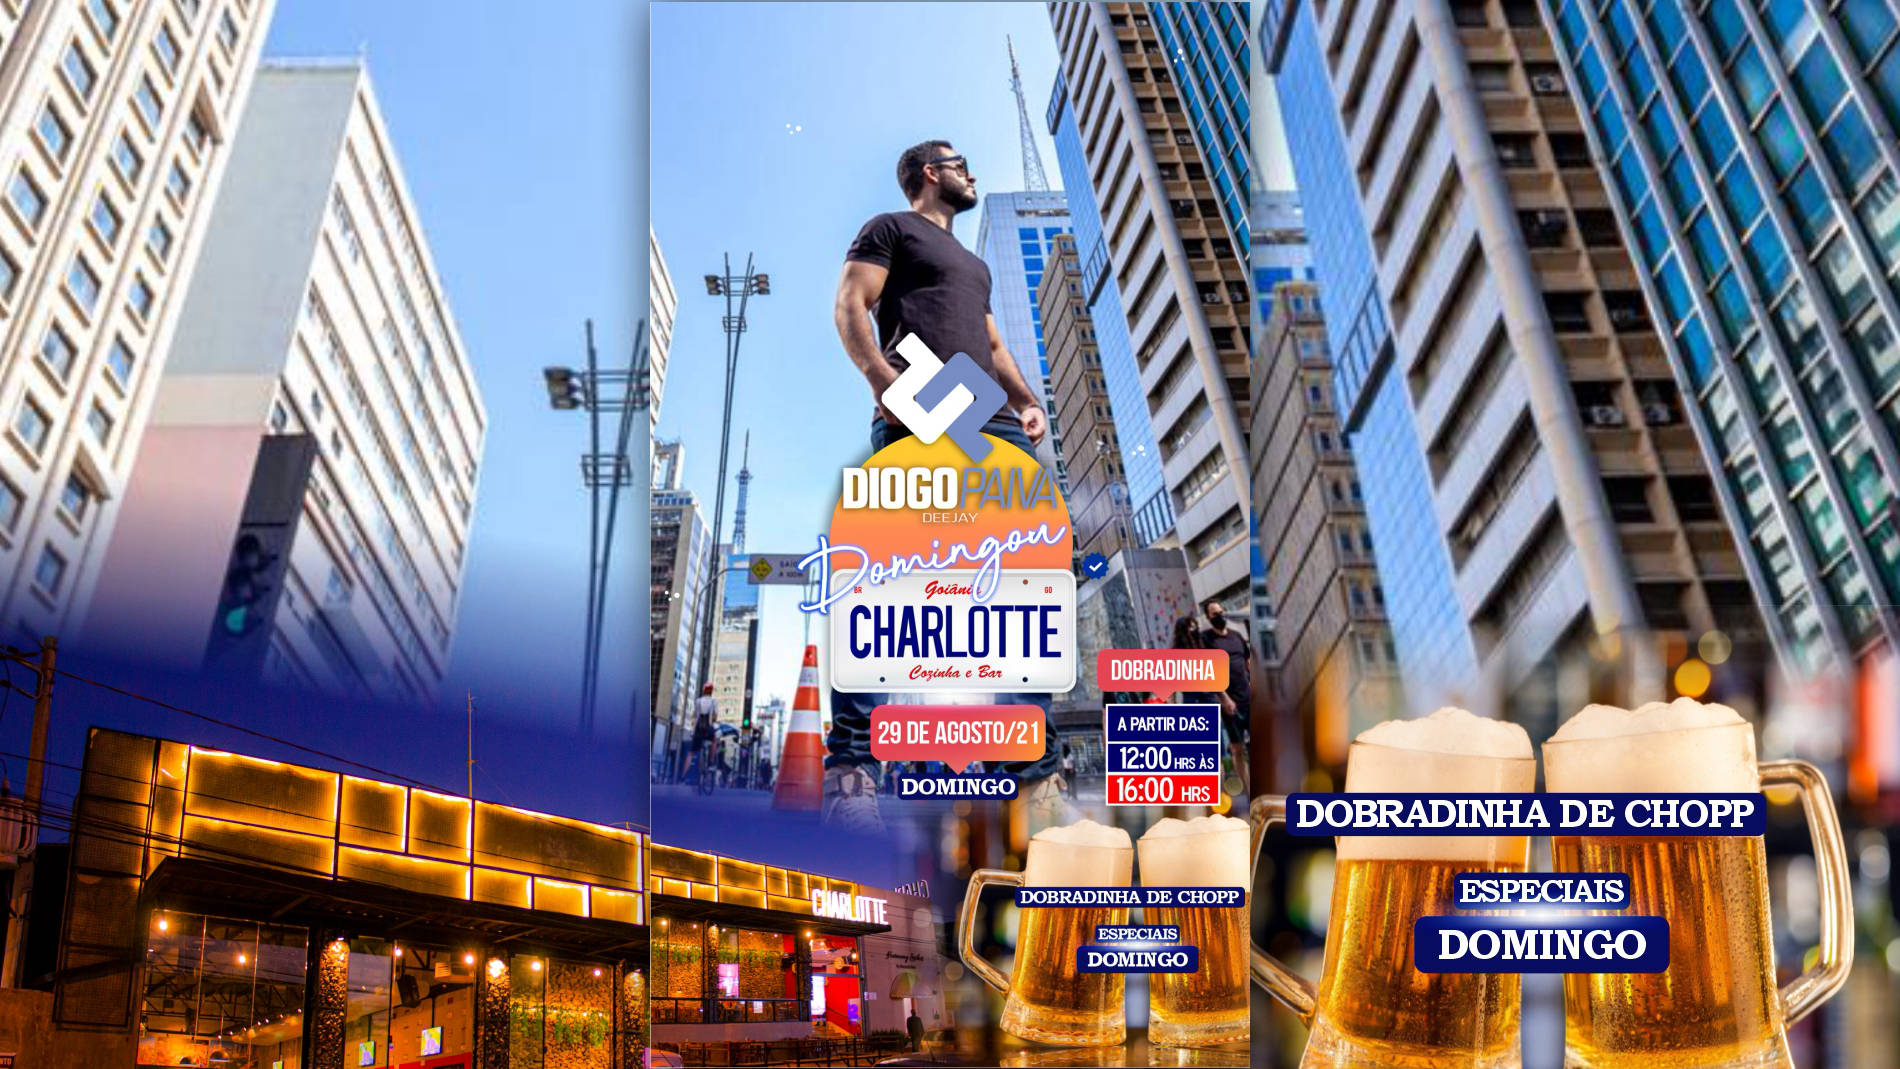 DIOGO PAIVA
DEEJAY
Domingou
BR Goiânia GO
CHARLOTTE
Cozinha e Bar
29 DE AGOSTO/21
DOMINGO
DOBRADINHA
A PARTIR DAS:
12:00 HRS ÀS
16:00 HRS
CHARLOTTE
DOBRADINHA DE CHOPP
ESPECIAIS
DOMINGO
DOBRADINHA DE CHOPP
ESPECIAIS
DOMINGO